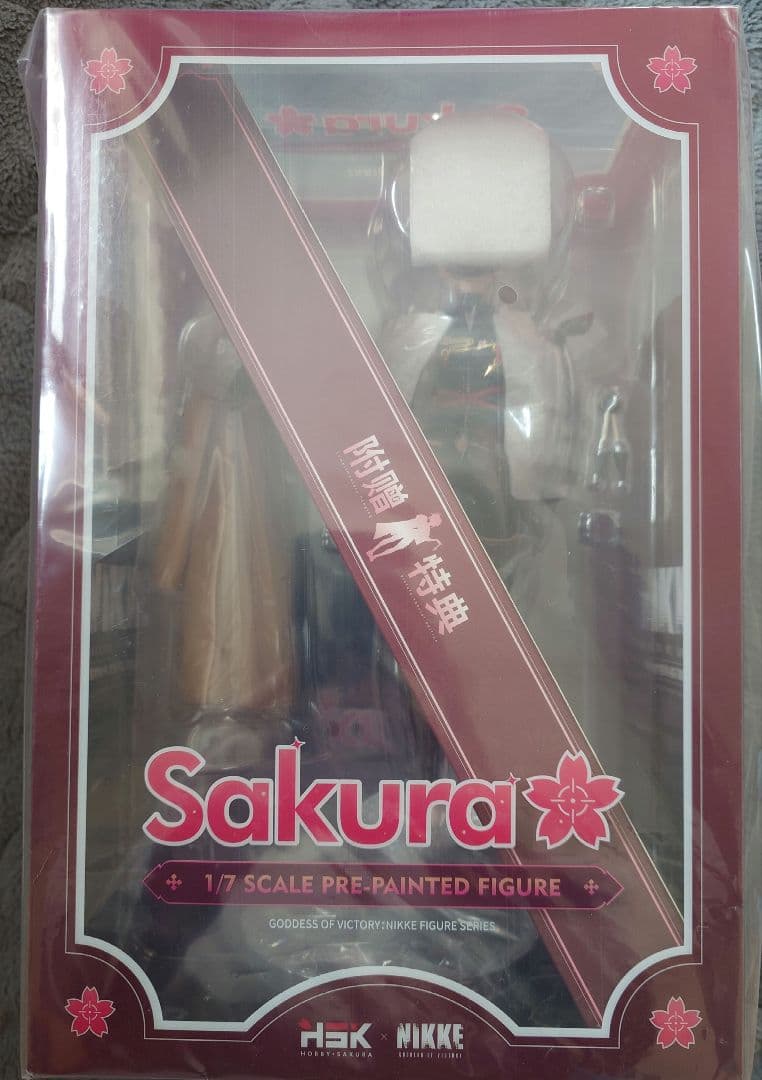 附赠
特典
Sakura
1/7 SCALE PRE-PAINTED FIGURE
GODDESS OF VICTORY:NIKKE FIGURE SERIES
HSK × NIKKE
HOBBY SAKURA